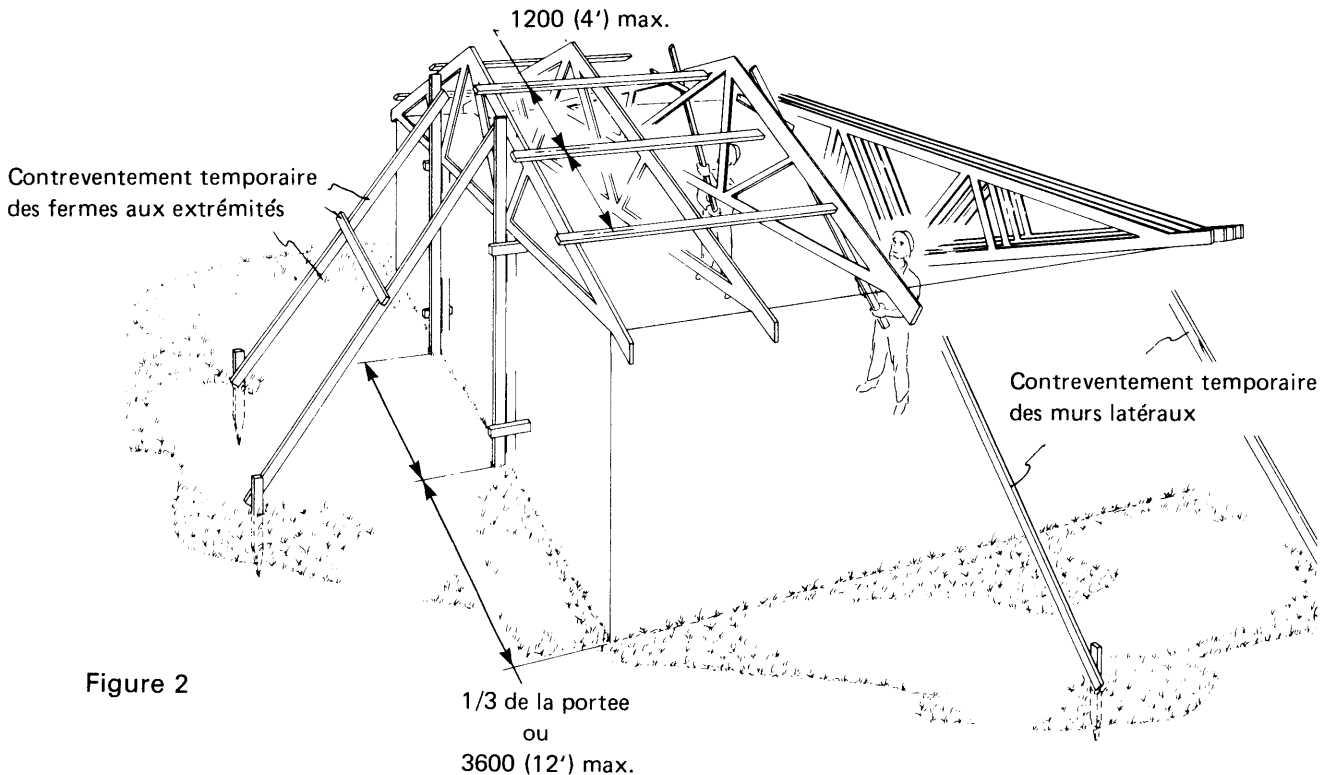 1200 (4') max.
Contreventement temporaire
des fermes aux extrémités
Contreventement temporaire
des murs latéraux
Figure 2
1/3 de la portee
ou
3600 (12') max.